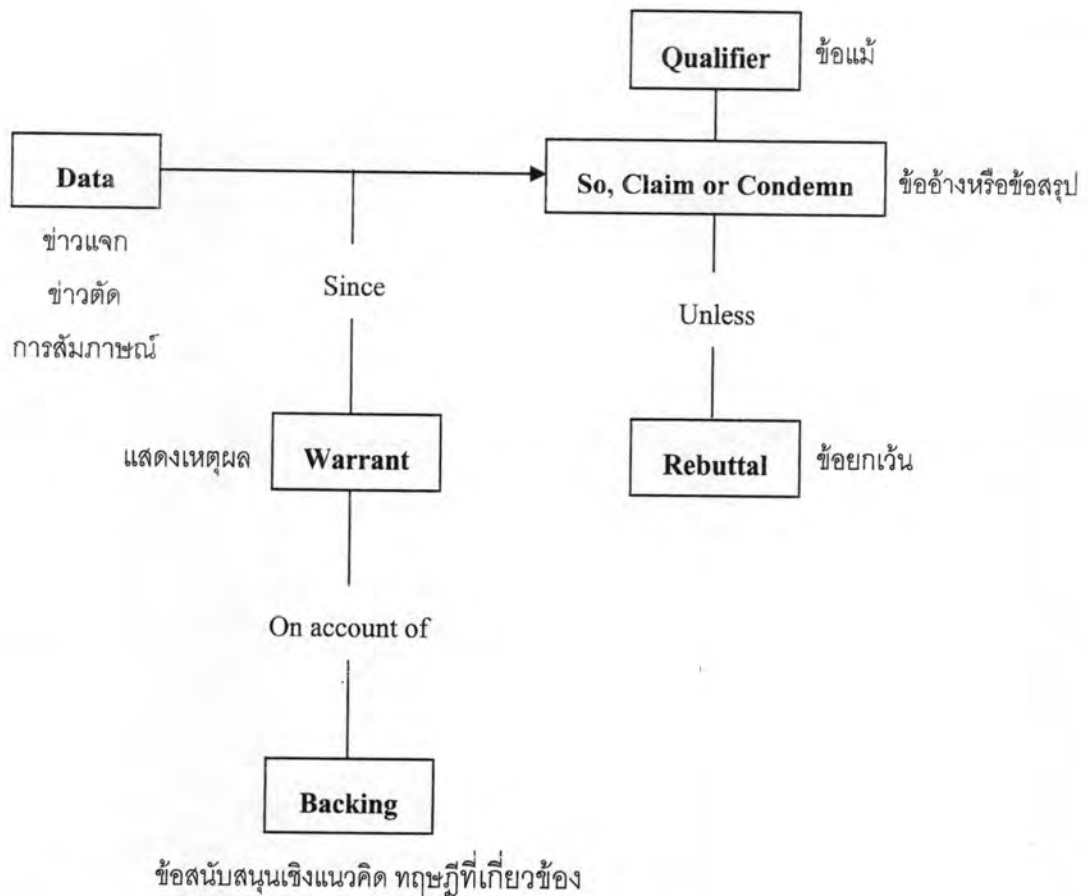 Qualifier ข้อแม้
Data
So, Claim or Condemn ข้ออ้างหรือข้อสรุป
ข่าวแจก
ข่าวตัด
การสัมภาษณ์
Since
Unless
แสดงเหตุผล Warrant
Rebuttal ข้อยกเว้น
On account of
Backing
ข้อสนับสนุนเชิงแนวคิด ทฤษฎีที่เกี่ยวข้อง